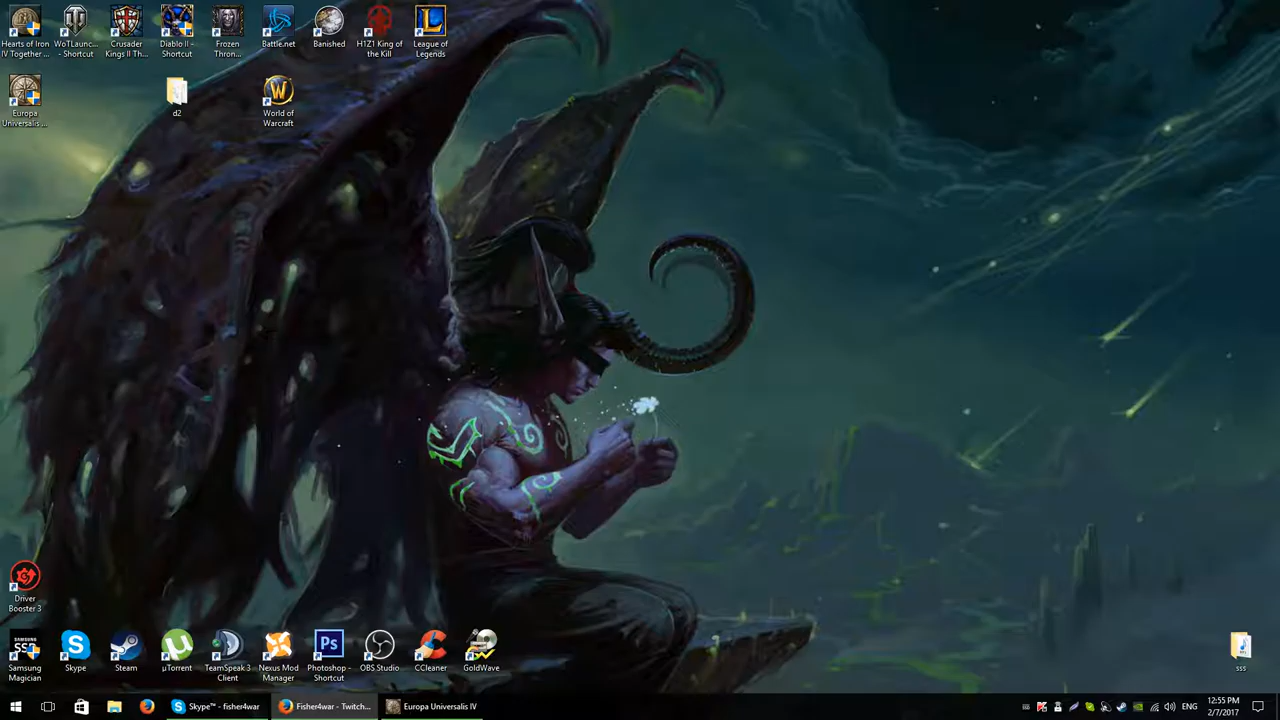 Hearts of Iron
IV Together ...
WoTLaunc...
- Shortcut
Crusader
Kings II Th...
Diablo II -
Shortcut
Frozen
Thron...
Battle.net
Banished
H1Z1 King of
the Kill
League of
Legends
Europa
Universalis ...
d2
World of
Warcraft
Driver
Booster 3
SAMSUNG
Samsung
Magician
Skype
Steam
µTorrent
TeamSpeak 3
Client
Nexus Mod
Manager
Ps
Photoshop -
Shortcut
OBS Studio
CCleaner
GoldWave
sss
Skype™ - fisher4war
Fisher4war - Twitch...
Europa Universalis IV
ENG
12:55 PM
2/7/2017